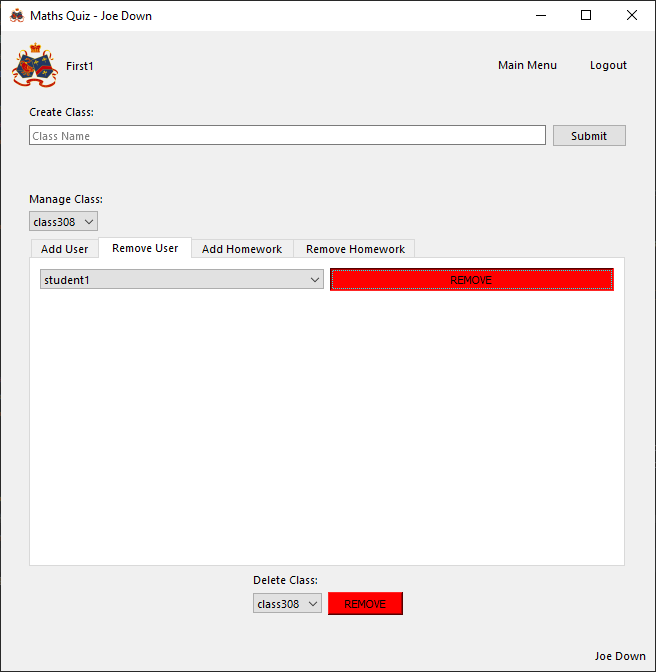 Maths Quiz - Joe Down
First1
Main Menu
Logout
Create Class:
Class Name
Submit
Manage Class:
class308
Add User
Remove User
Add Homework
Remove Homework
student1
REMOVE
Delete Class:
class308
REMOVE
Joe Down